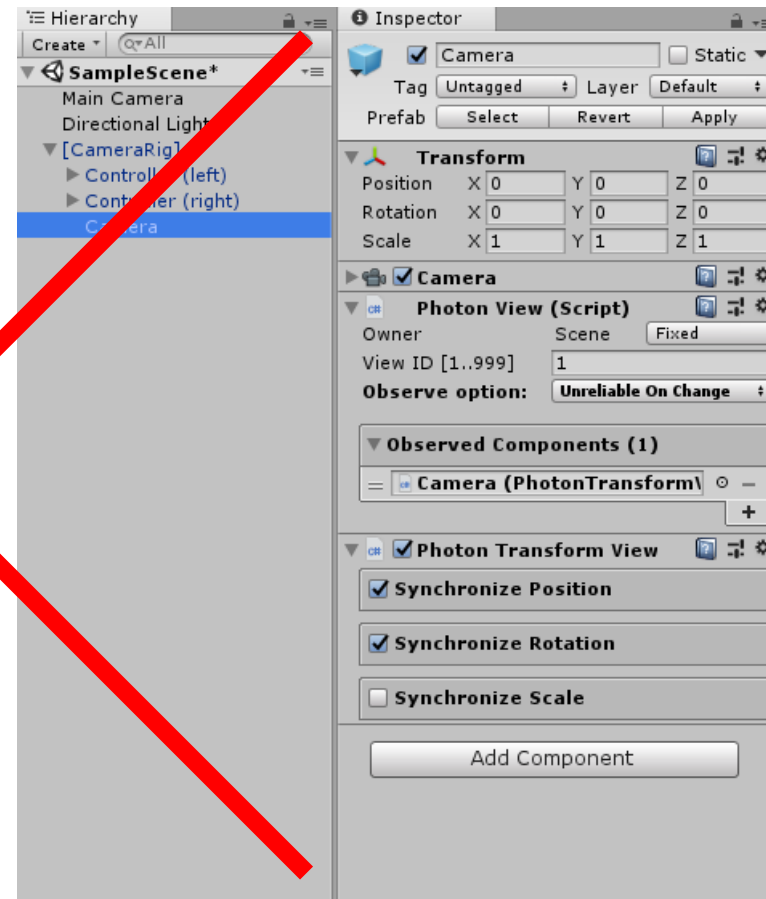 Hierarchy
Create
All
SampleScene*
Main Camera
Directional Light
[CameraRig]
Controller (left)
Controller (right)
Camera
Inspector
Camera
Static
Tag Untagged Layer Default
Prefab Select Revert Apply
Transform
Position X 0 Y 0 Z 0
Rotation X 0 Y 0 Z 0
Scale X 1 Y 1 Z 1
Camera
Photon View (Script)
Owner Scene Fixed
View ID [1..999] 1
Observe option: Unreliable On Change
Observed Components (1)
Camera (PhotonTransform
Photon Transform View
Synchronize Position
Synchronize Rotation
Synchronize Scale
Add Component